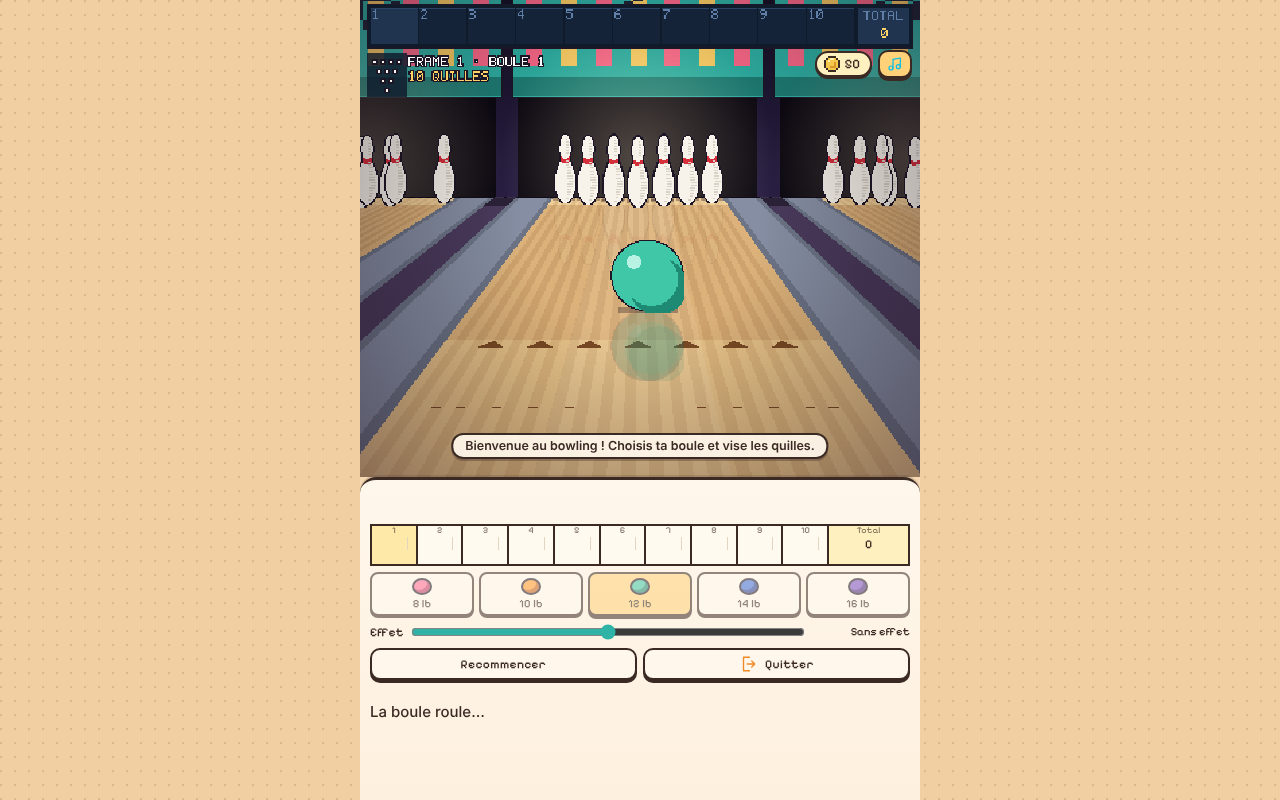 1 2 3 4 5 6 7 8 9 10 TOTAL
0
FRAME 1 · BOULE 1
10 QUILLES
50
Bienvenue au bowling ! Choisis ta boule et vise les quilles.
1 2 3 4 5 6 7 8 9 10 Total
0
8 lb 10 lb 12 lb 14 lb 16 lb
Effet Sans effet
Recommencer Quitter
La boule roule...